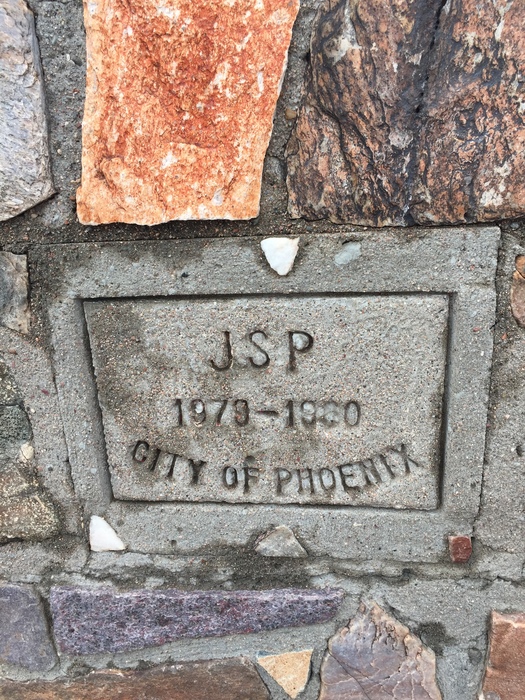 JSP
1979-1980
CITY OF PHOENIX